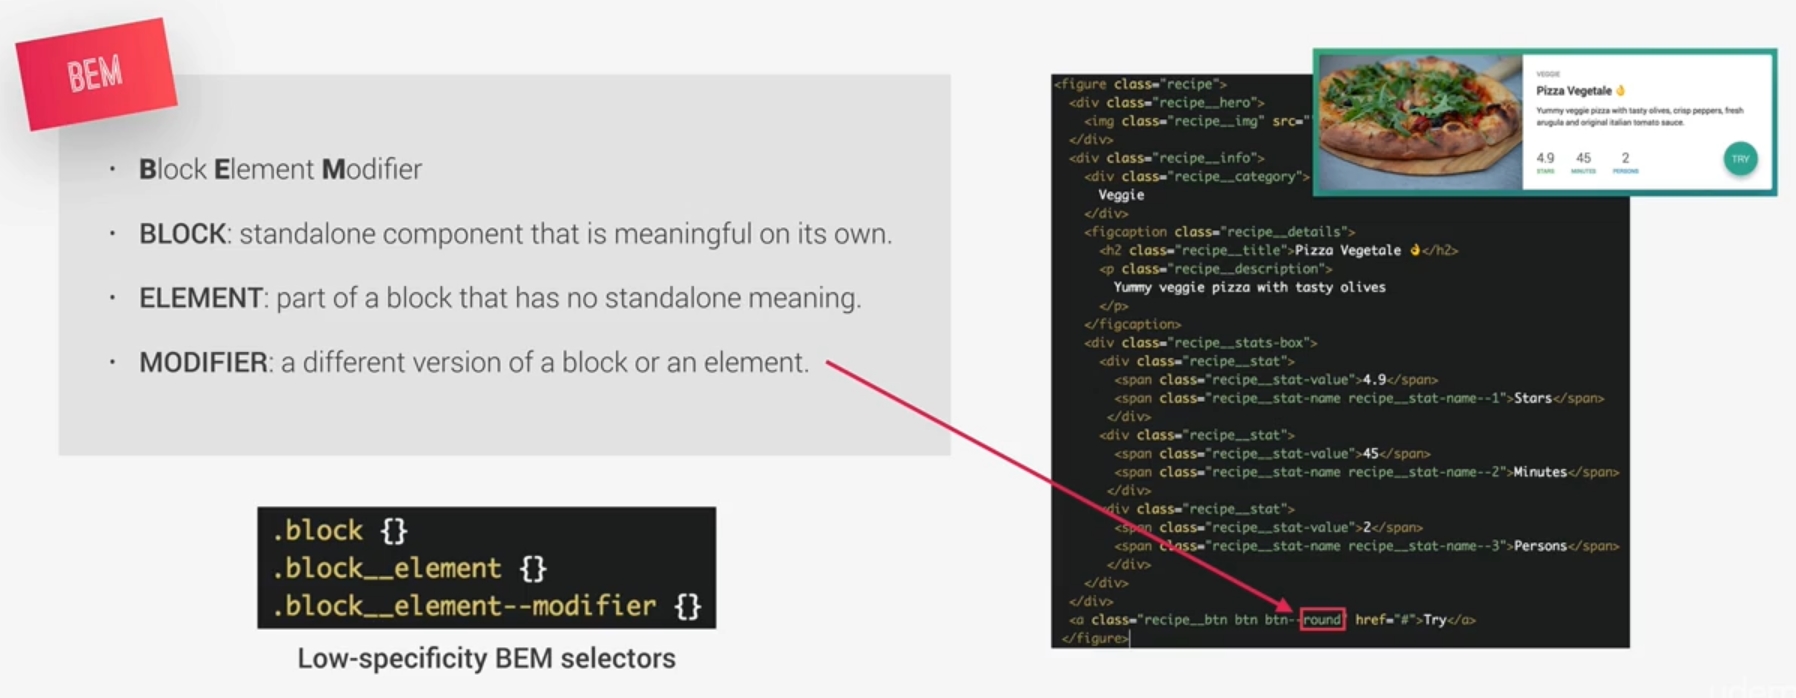 BEM
· Block Element Modifier
· BLOCK: standalone component that is meaningful on its own.
· ELEMENT: part of a block that has no standalone meaning.
· MODIFIER: a different version of a block or an element.
.block {}
.block__element {}
.block__element--modifier {}
Low-specificity BEM selectors
<figure class="recipe">
<div class="recipe__hero">
<img class="recipe__img" src="
</div>
<div class="recipe__info">
<div class="recipe__category">
Veggie
</div>
<figcaption class="recipe__details">
<h2 class="recipe__title">Pizza Vegetale 👌</h2>
<p class="recipe__description">
Yummy veggie pizza with tasty olives
</p>
</figcaption>
<div class="recipe__stats-box">
<div class="recipe__stat">
<span class="recipe__stat-value">4.9</span>
<span class="recipe__stat-name recipe__stat-name--1">Stars</span>
</div>
<div class="recipe__stat">
<span class="recipe__stat-value">45</span>
<span class="recipe__stat-name recipe__stat-name--2">Minutes</span>
</div>
<div class="recipe__stat">
<span class="recipe__stat-value">2</span>
<span class="recipe__stat-name recipe__stat-name--3">Persons</span>
</div>
</div>
</div>
<a class="recipe__btn btn btn--round" href="#">Try</a>
</figure>
VEGGIE
Pizza Vegetale 👌
Yummy veggie pizza with tasty olives, crisp peppers, fresh
arugula and original italian tomato sauce.
4.9 45 2
STARS MINUTES PERSONS
TRY